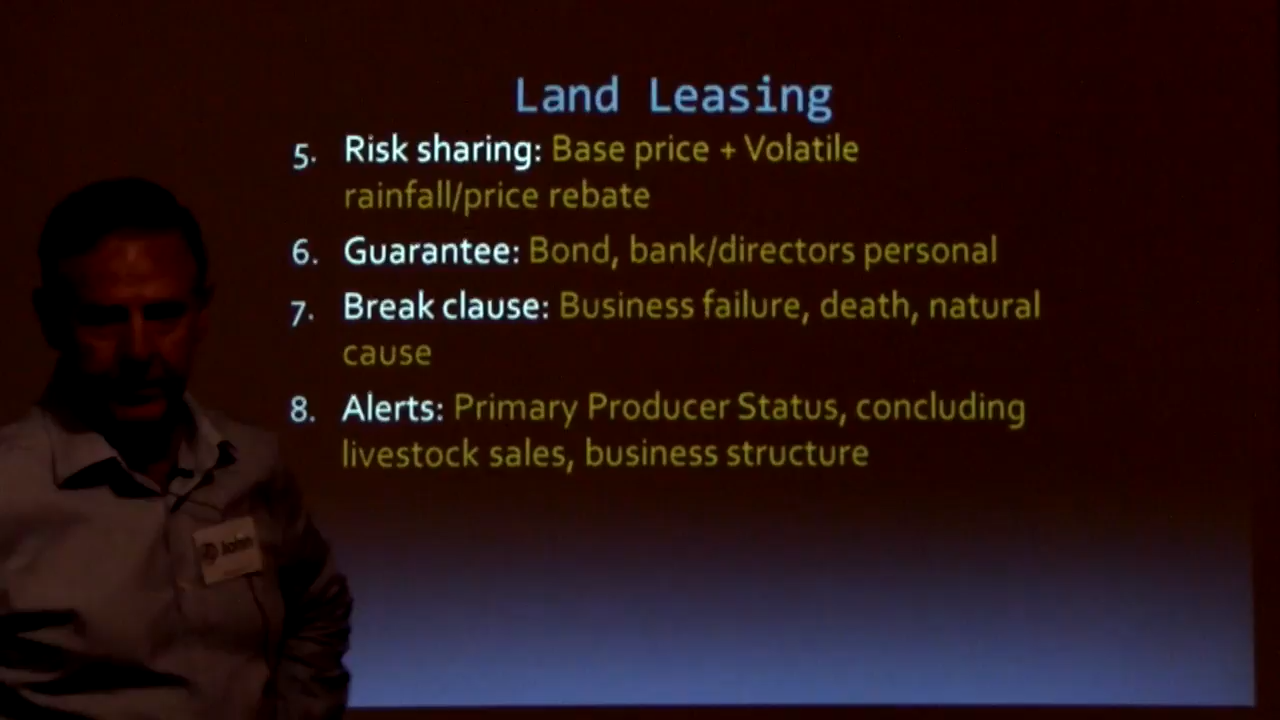 Land Leasing
5. Risk sharing: Base price + Volatile
rainfall/price rebate
6. Guarantee: Bond, bank/directors personal
7. Break clause: Business failure, death, natural
cause
8. Alerts: Primary Producer Status, concluding
livestock sales, business structure